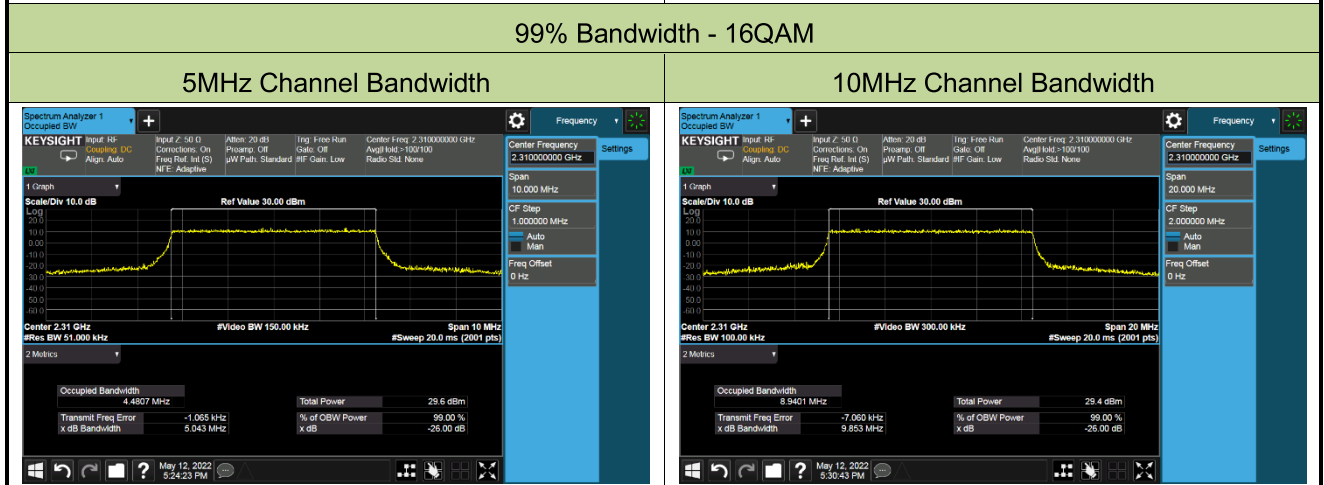 99% Bandwidth - 16QAM
5MHz Channel Bandwidth
10MHz Channel Bandwidth
Spectrum Analyzer 1
Occupied BW
KEYSIGHT
Input: RF
Coupling: DC
Align: Auto
Input Z: 50 Ω
Corrections: On
Freq Ref: Int (S)
NFE: Adaptive
Atten: 20 dB
Preamp: Off
µW Path: Standard
Trig: Free Run
Gate: Off
#IF Gain: Low
Center Freq: 2.310000000 GHz
Avg|Hold:>100/100
Radio Std: None
1 Graph
Scale/Div 10.0 dB
Ref Value 30.00 dBm
Log
20.0
10.0
0.00
-10.0
-20.0
-30.0
-40.0
-50.0
-60.0
Center 2.31 GHz
#Video BW 150.00 kHz
Span 10 MHz
#Res BW 51.000 kHz
#Sweep 20.0 ms (2001 pts)
2 Metrics
Occupied Bandwidth
4.4807 MHz
Total Power 29.6 dBm
Transmit Freq Error -1.065 kHz
% of OBW Power 99.00 %
x dB Bandwidth 5.043 MHz
x dB -26.00 dB
May 12, 2022
5:24:23 PM
Frequency
Settings
Center Frequency
2.310000000 GHz
Span
10.000 MHz
CF Step
1.000000 MHz
Auto
Man
Freq Offset
0 Hz
Spectrum Analyzer 1
Occupied BW
KEYSIGHT
Input: RF
Coupling: DC
Align: Auto
Input Z: 50 Ω
Corrections: On
Freq Ref: Int (S)
NFE: Adaptive
Atten: 20 dB
Preamp: Off
µW Path: Standard
Trig: Free Run
Gate: Off
#IF Gain: Low
Center Freq: 2.310000000 GHz
Avg|Hold:>100/100
Radio Std: None
1 Graph
Scale/Div 10.0 dB
Ref Value 30.00 dBm
Log
20.0
10.0
0.00
-10.0
-20.0
-30.0
-40.0
-50.0
-60.0
Center 2.31 GHz
#Video BW 300.00 kHz
Span 20 MHz
#Res BW 100.00 kHz
#Sweep 20.0 ms (2001 pts)
2 Metrics
Occupied Bandwidth
8.9401 MHz
Total Power 29.4 dBm
Transmit Freq Error -7.060 kHz
% of OBW Power 99.00 %
x dB Bandwidth 9.853 MHz
x dB -26.00 dB
May 12, 2022
5:30:43 PM
Frequency
Settings
Center Frequency
2.310000000 GHz
Span
20.000 MHz
CF Step
2.000000 MHz
Auto
Man
Freq Offset
0 Hz